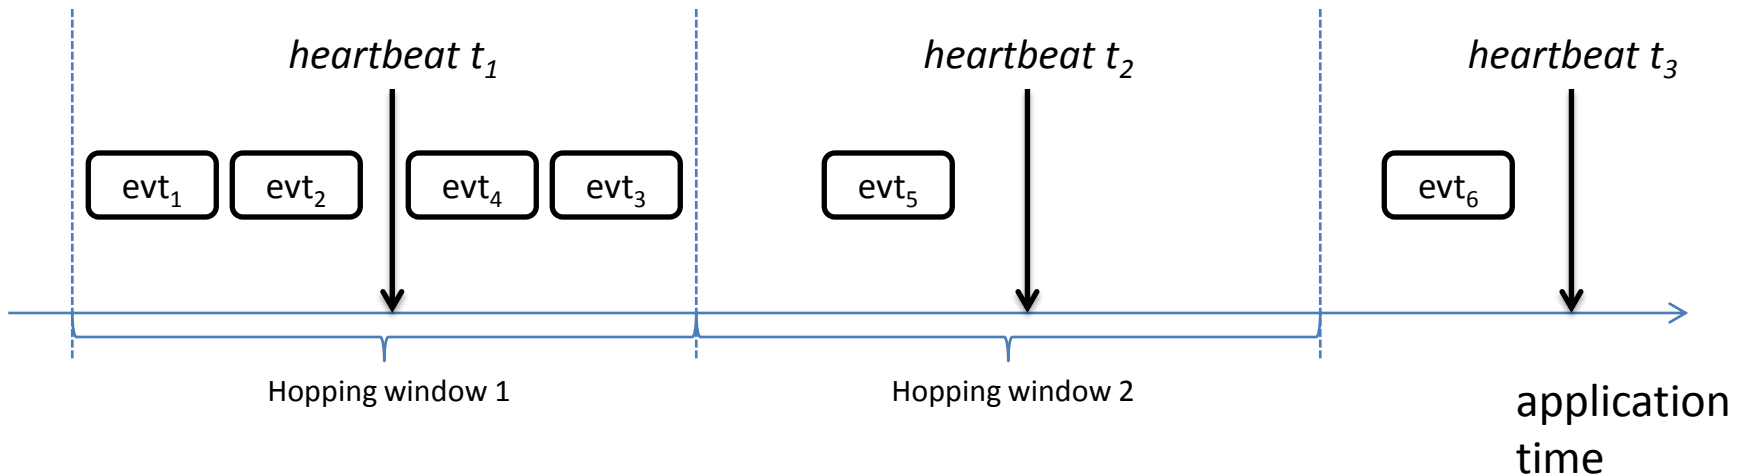 heartbeat t1
heartbeat t2
heartbeat t3
evt1
evt2
evt4
evt3
evt5
evt6
Hopping window 1
Hopping window 2
application
time